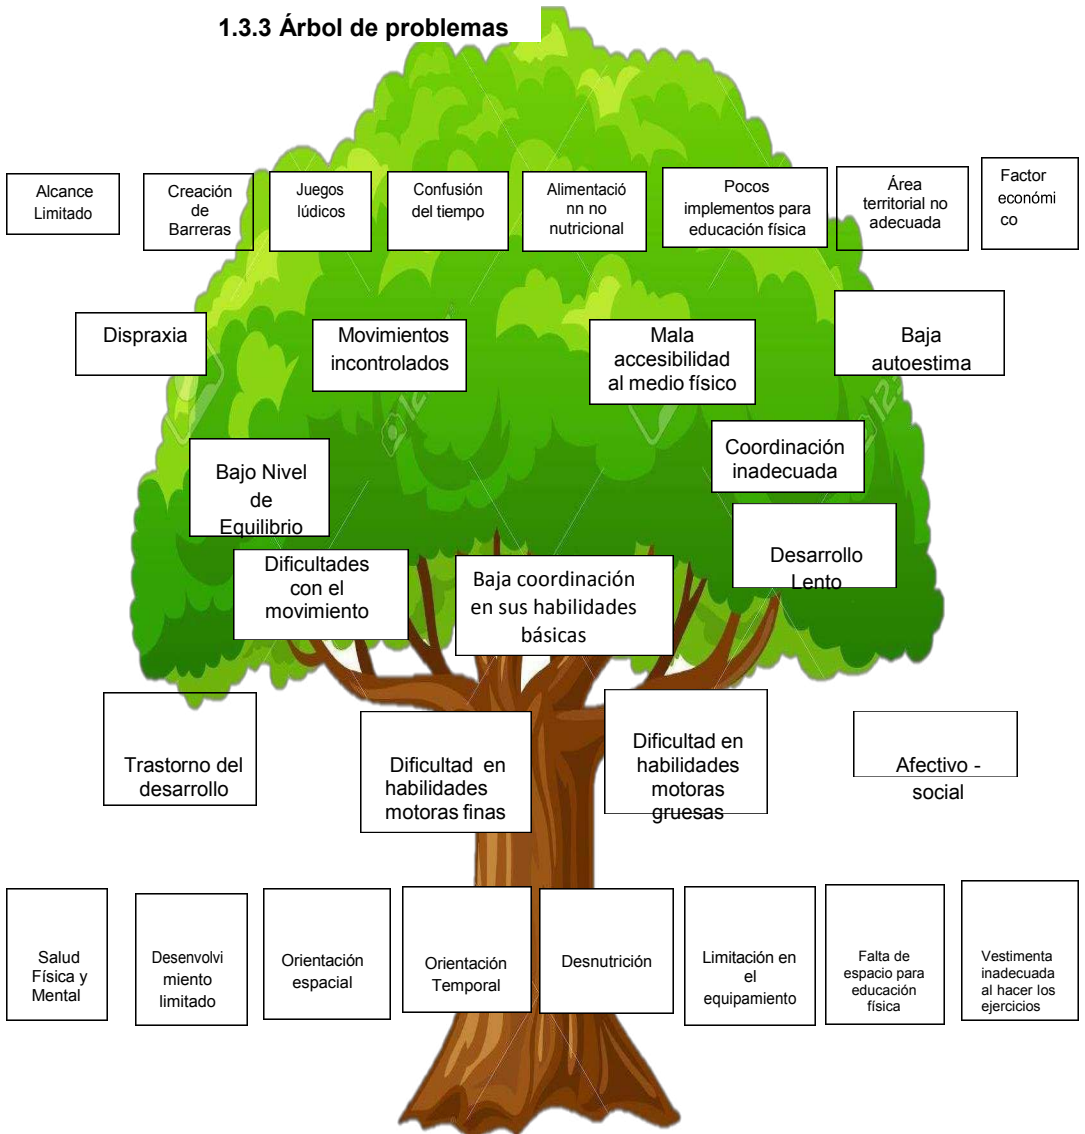 1.3.3 Árbol de problemas
Alcance
Limitado
Creación
de
Barreras
Juegos
lúdicos
Confusión
del tiempo
Alimentació
nn no
nutricional
Pocos
implementos para
educación física
Área
territorial no
adecuada
Factor
económi
co
Dispraxia
Movimientos
incontrolados
Mala
accesibilidad
al medio físico
Baja
autoestima
Bajo Nivel
de
Equilibrio
Coordinación
inadecuada
Dificultades
con el
movimiento
Baja coordinación
en sus habilidades
básicas
Desarrollo
Lento
Trastorno del
desarrollo
Dificultad en
habilidades
motoras finas
Dificultad en
habilidades
motoras
gruesas
Afectivo -
social
Salud
Física y
Mental
Desenvolvi
miento
limitado
Orientación
espacial
Orientación
Temporal
Desnutrición
Limitación en
el
equipamiento
Falta de
espacio para
educación
física
Vestimenta
inadecuada
al hacer los
ejercicios